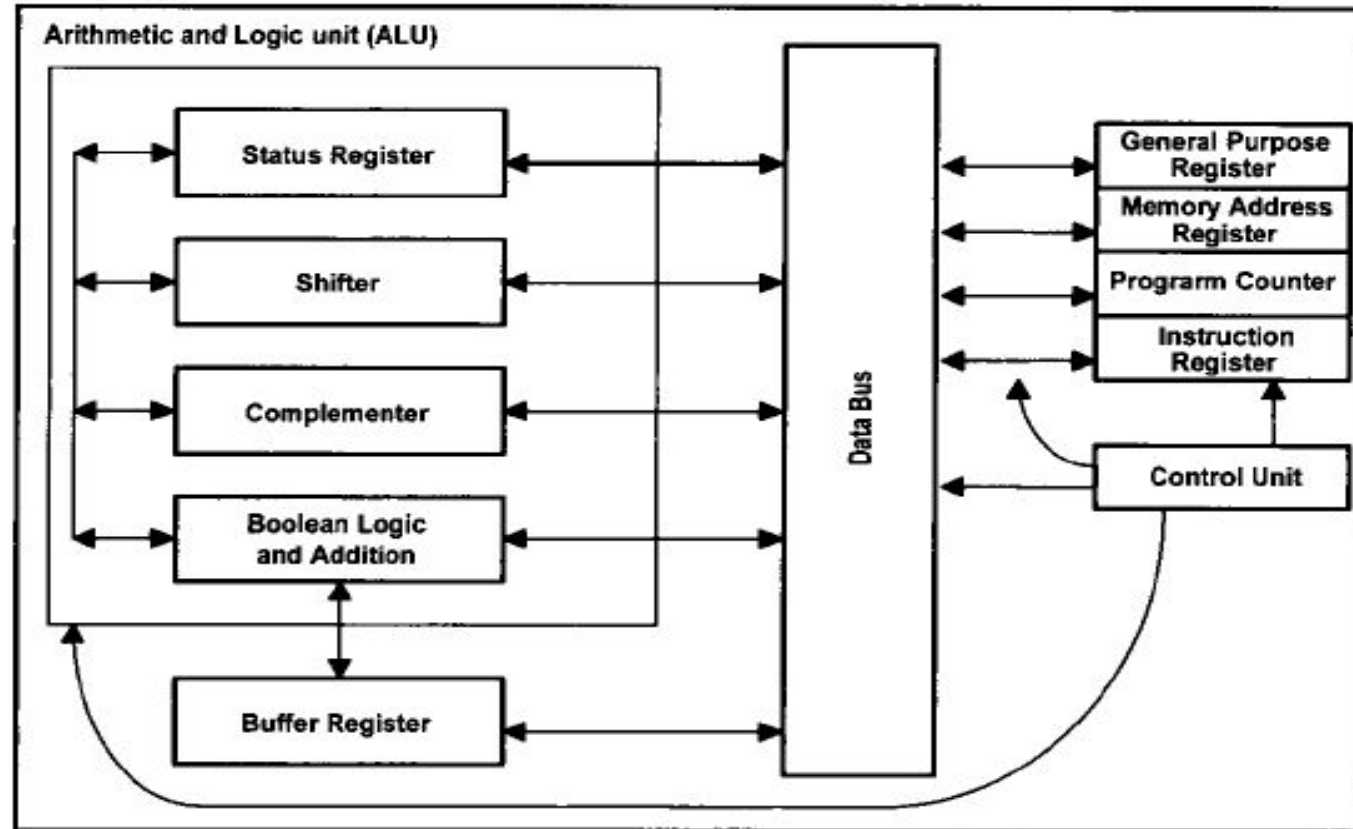 Arithmetic and Logic unit (ALU)
Status Register
Shifter
Complementer
Boolean Logic
and Addition
Buffer Register
Data Bus
General Purpose
Register
Memory Address
Register
Prograrm Counter
Instruction
Register
Control Unit